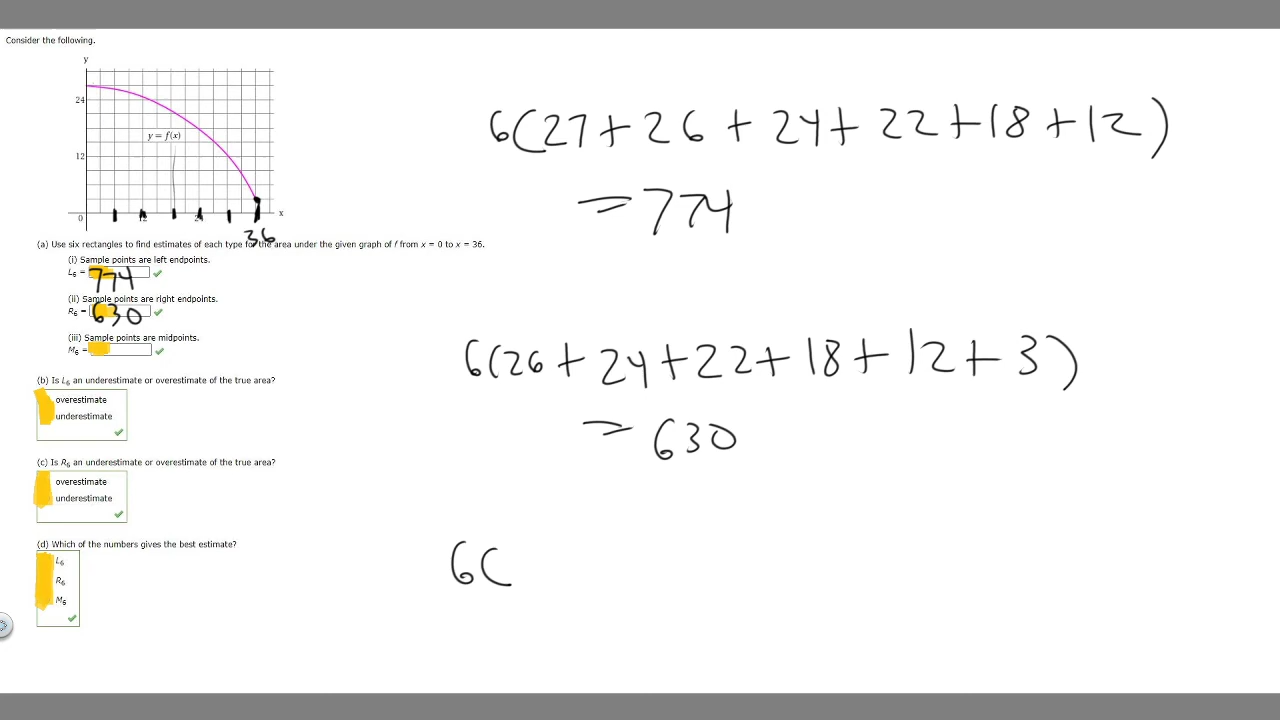 Consider the following.
y
24
y = f(x)
12
0
12
24
x
36
(a) Use six rectangles to find estimates of each type for the area under the given graph of f from x = 0 to x = 36.
(i) Sample points are left endpoints.
L6 = 774
(ii) Sample points are right endpoints.
R6 = 630
(iii) Sample points are midpoints.
M6 =
(b) Is L6 an underestimate or overestimate of the true area?
overestimate
underestimate
(c) Is R6 an underestimate or overestimate of the true area?
overestimate
underestimate
(d) Which of the numbers gives the best estimate?
L6
R6
M6
6(27+26+24+22+18+12)
=774
6(26+24+22+18+12+3)
=630
6(